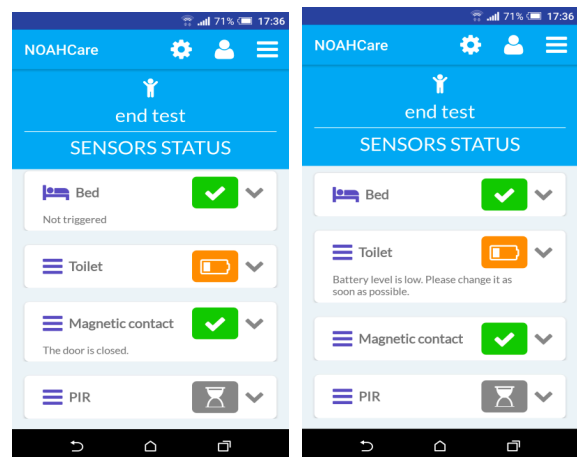 71% 17:36
NOAHCare
end test
SENSORS STATUS
Bed
Not triggered
Toilet
Magnetic contact
The door is closed.
PIR
71% 17:36
NOAHCare
end test
SENSORS STATUS
Bed
Toilet
Battery level is low. Please change it as
soon as possible.
Magnetic contact
PIR